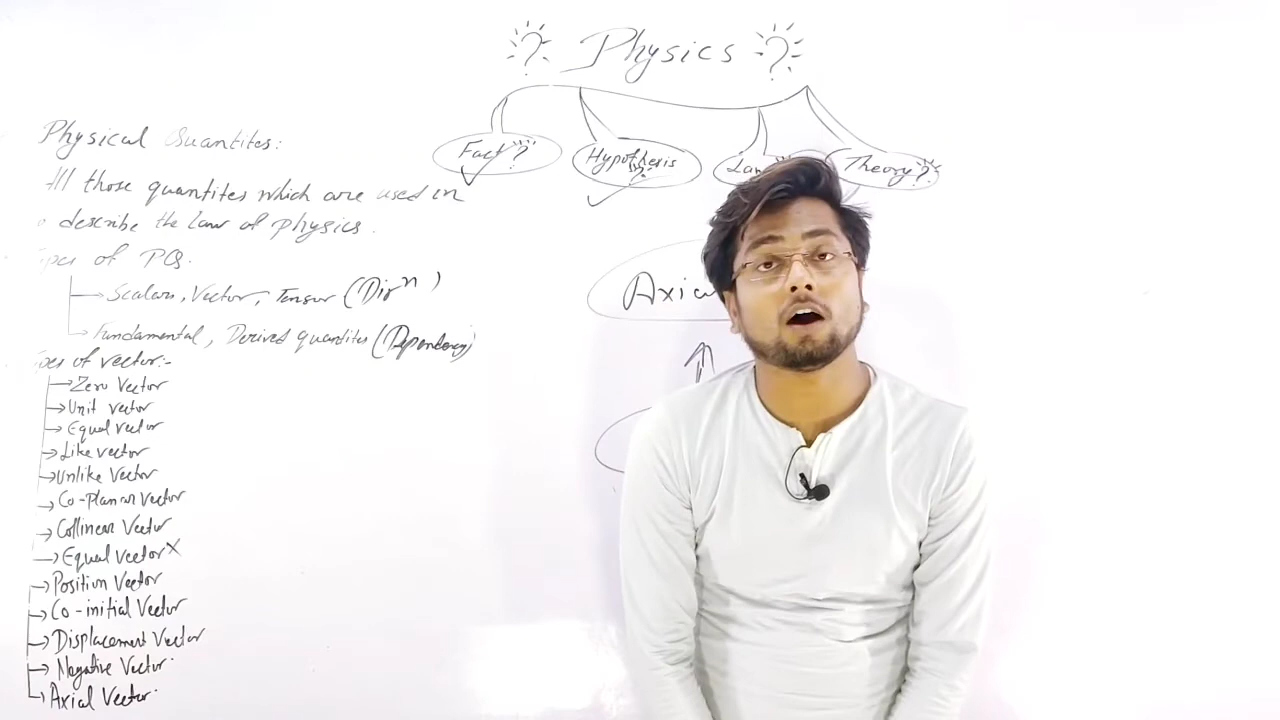 ? Physics ?
Fact?
Hypothesis?
Law
Theory?
Physical Quantites:
All those quantites which are used in
describe the Law of physics.
Types of PQ.
Scalars, Vector, Tensor (Dirⁿ)
Fundamental, Derived quantites (Dependency)
Types of vector:-
Zero Vector
Unit vector
Equal vector
Like vector
Unlike Vector
Co-Planar Vector
Collinear Vector
Equal vector X
Position Vector
Co-initial Vector
Displacement Vector
Negative Vector
Axial Vector
Axia